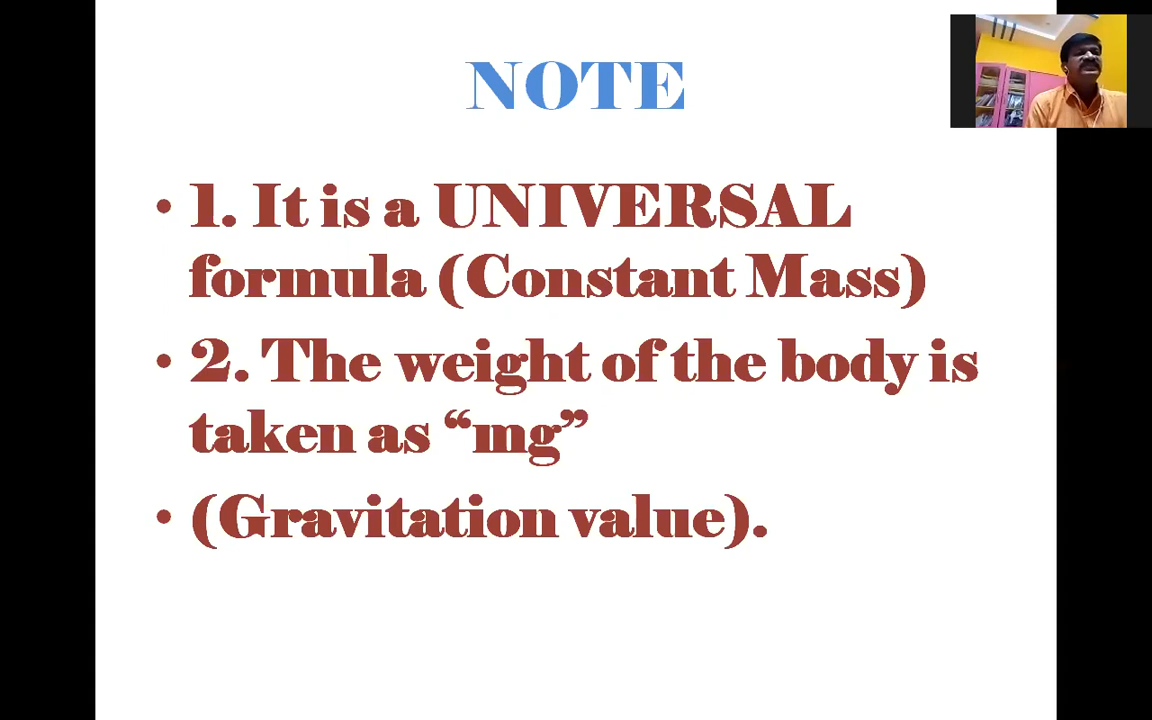 NOTE
• 1. It is a UNIVERSAL
formula (Constant Mass)
• 2. The weight of the body is
taken as “mg”
• (Gravitation value).